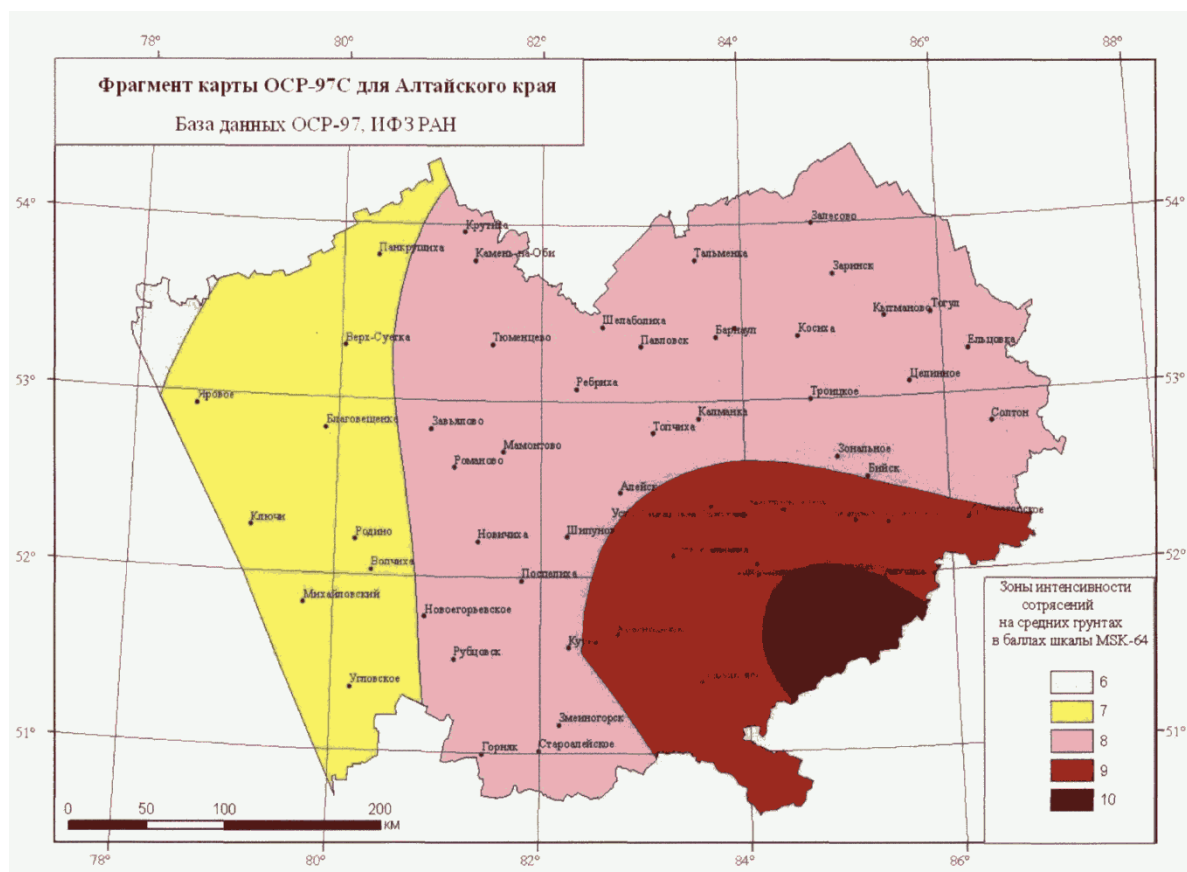 78°
80°
82°
84°
86°
88°
Фрагмент карты ОСР-97С для Алтайского края
База данных ОСР-97, ИФЗ РАН
54°
54°
Залесово
Крутиха
Панкрушиха
Камень-на-Оби
Тальменка
Заринск
Кытманово
Тогул
Шелаболиха
Барнаул
Косиха
Верх-Суетка
Тюменцево
Павловск
Ельцовка
53°
53°
Целинное
Ребриха
Яровое
Троицкое
Благовещенка
Завьялово
Калманка
Солтон
Топчиха
Мамонтово
Романово
Зональное
Бийск
Алейск
Ключи
Родино
Новичиха
Шипуново
52°
52°
Волчиха
Поспелиха
Михайловский
Новоегорьевское
Рубцовск
Угловское
Змеиногорск
51°
51°
Горняк
Староалейское
Зоны интенсивности
сотрясений
на средних грунтах
в баллах шкалы MSK-64
6
7
8
9
10
0
50
100
200
КМ
78°
80°
82°
84°
86°